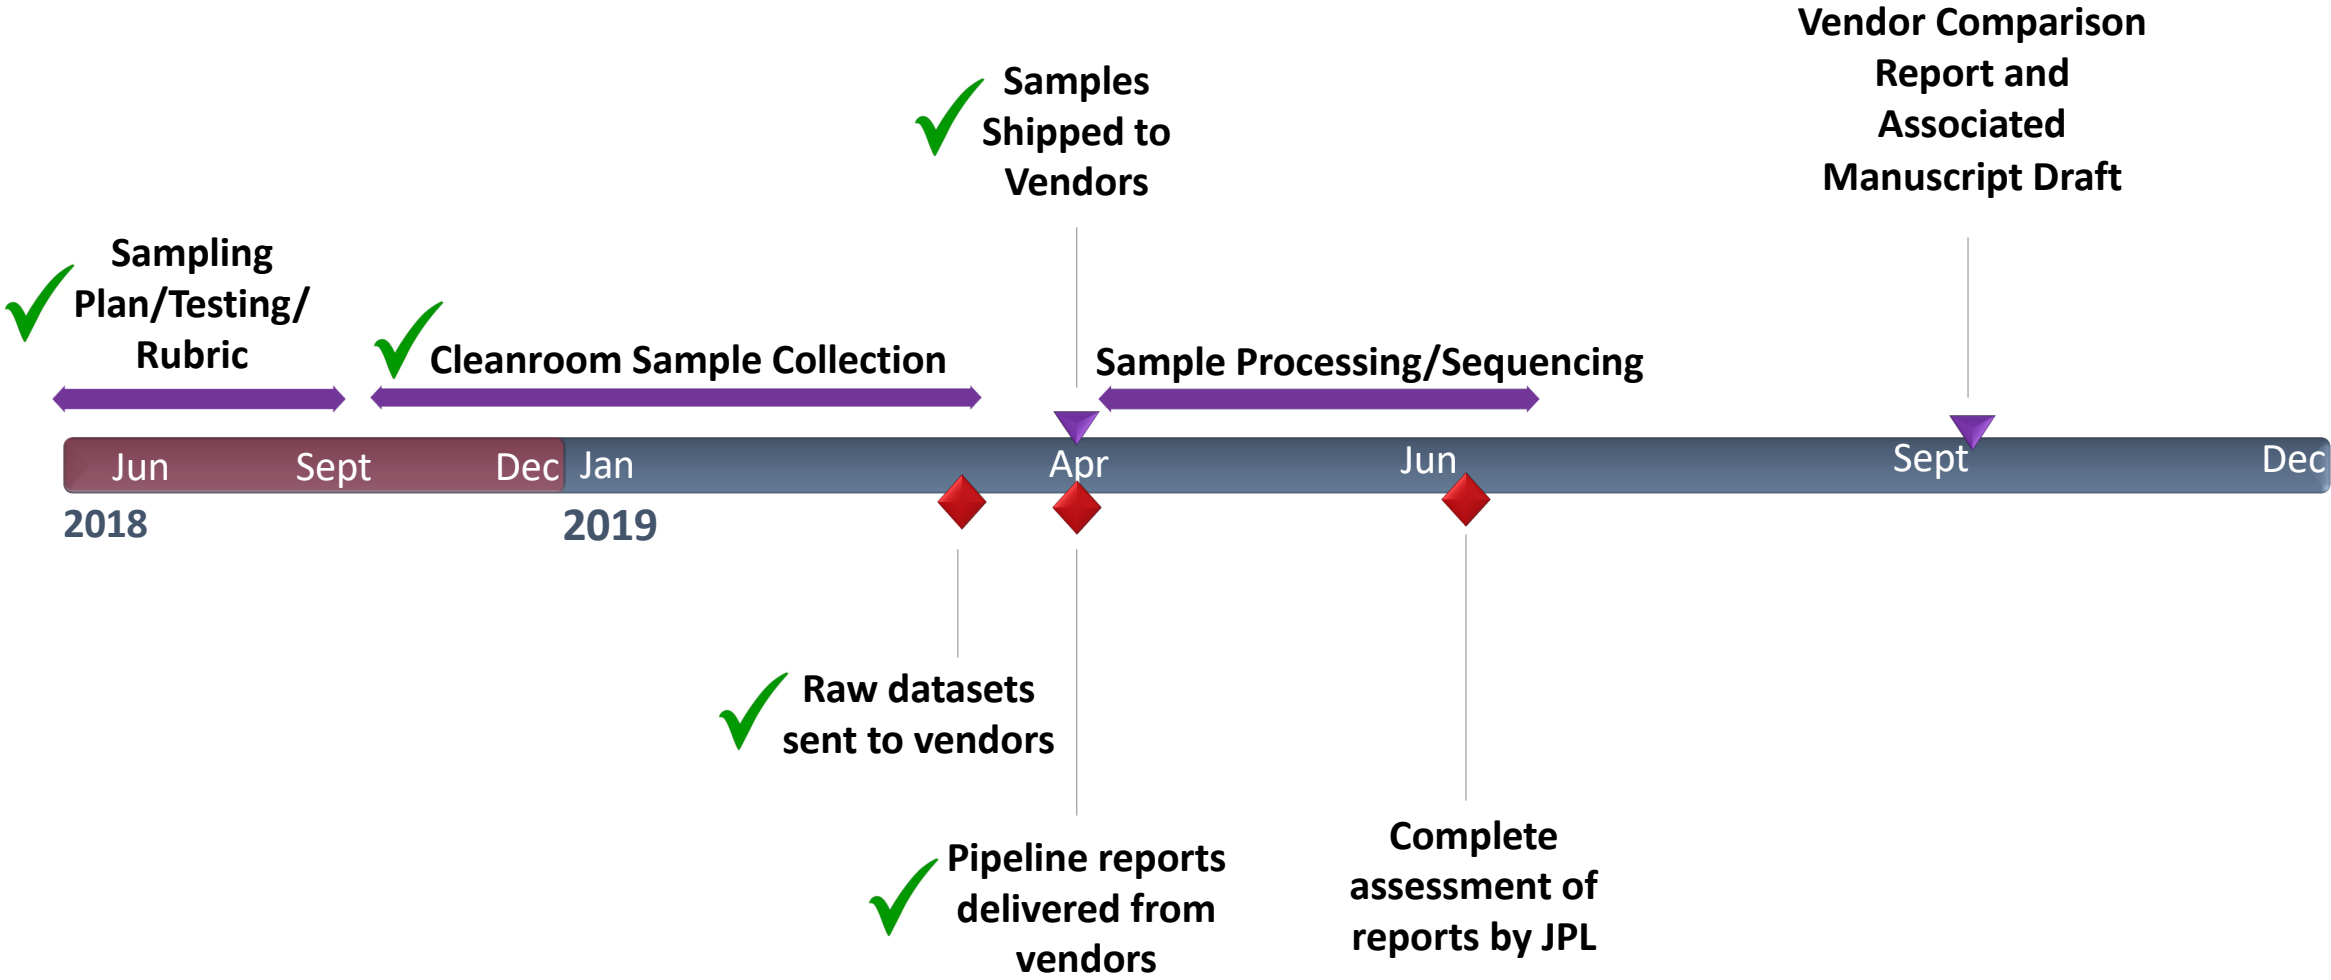 Vendor Comparison
Report and
Associated
Manuscript Draft
Samples
Shipped to
Vendors
Sampling
Plan/Testing/
Rubric
Cleanroom Sample Collection
Sample Processing/Sequencing
Jun Sept Dec Jan Apr Jun Sept Dec
2018 2019
Raw datasets
sent to vendors
Pipeline reports
delivered from
vendors
Complete
assessment of
reports by JPL